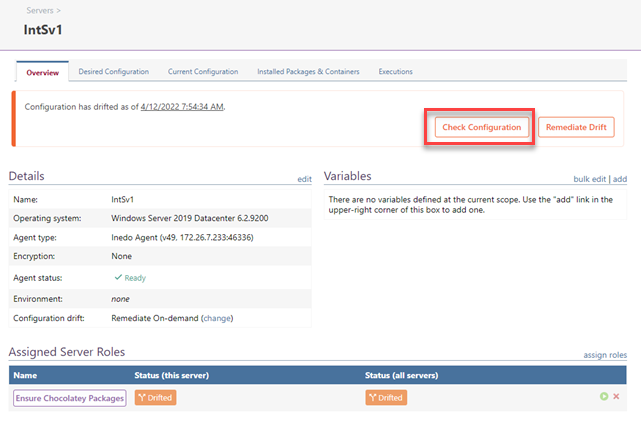 Servers >
IntSv1
Overview Desired Configuration Current Configuration Installed Packages & Containers Executions
Configuration has drifted as of 4/12/2022 7:54:34 AM.
Check Configuration Remediate Drift
Details edit
Name: IntSv1
Operating system: Windows Server 2019 Datacenter 6.2.9200
Agent type: Inedo Agent (v49, 172.26.7.233:46336)
Encryption: None
Agent status: Ready
Environment: none
Configuration drift: Remediate On-demand (change)
Variables bulk edit | add
There are no variables defined at the current scope. Use the "add" link in the
upper-right corner of this box to add one.
Assigned Server Roles assign roles
Name Status (this server) Status (all servers)
Ensure Chocolatey Packages Drifted Drifted